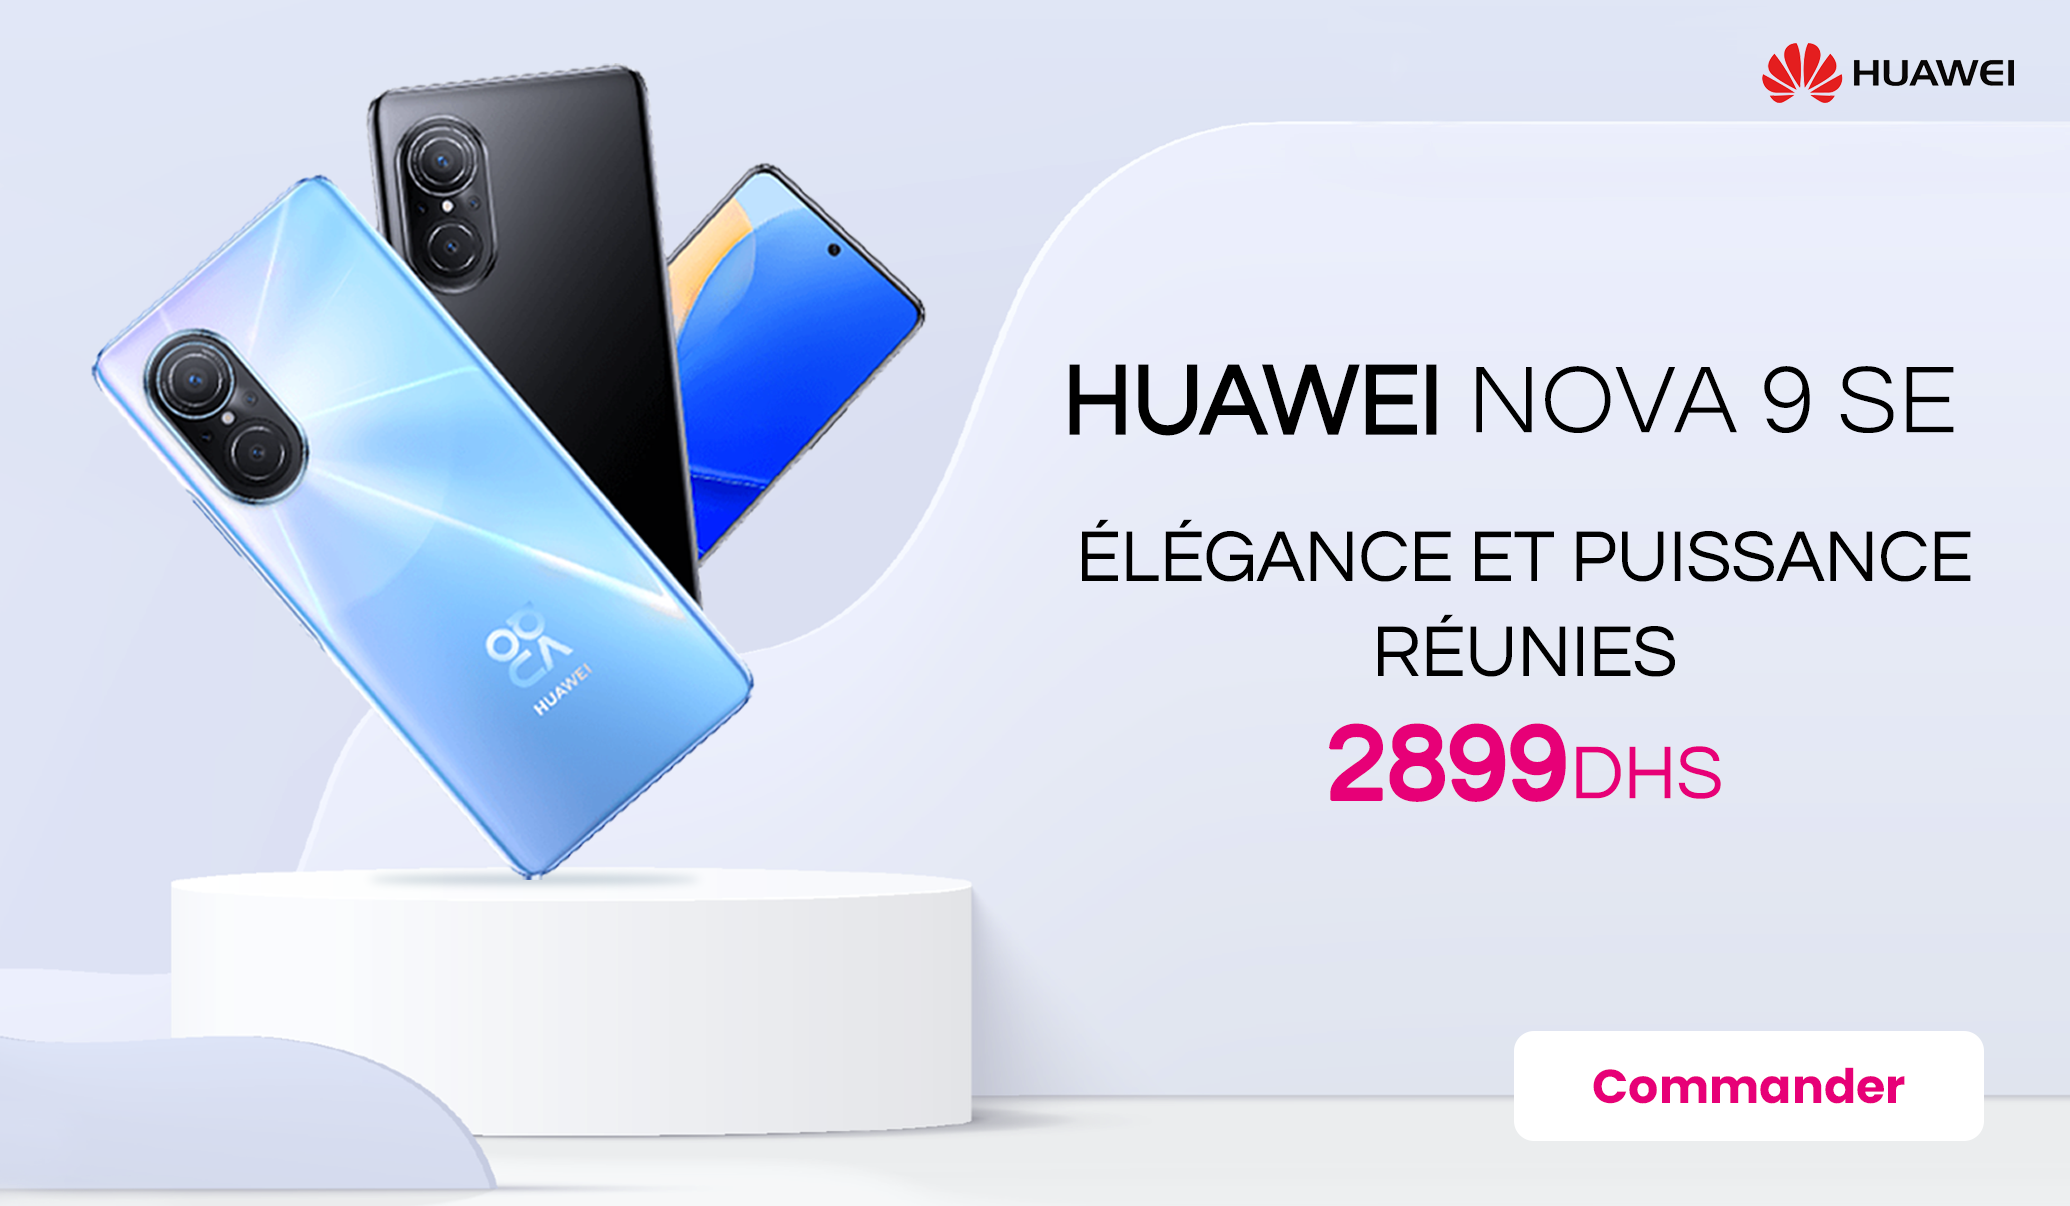 HUAWEI
HUAWEI NOVA 9 SE
ÉLÉGANCE ET PUISSANCE
RÉUNIES
2899DHS
HUAWEI
Commander